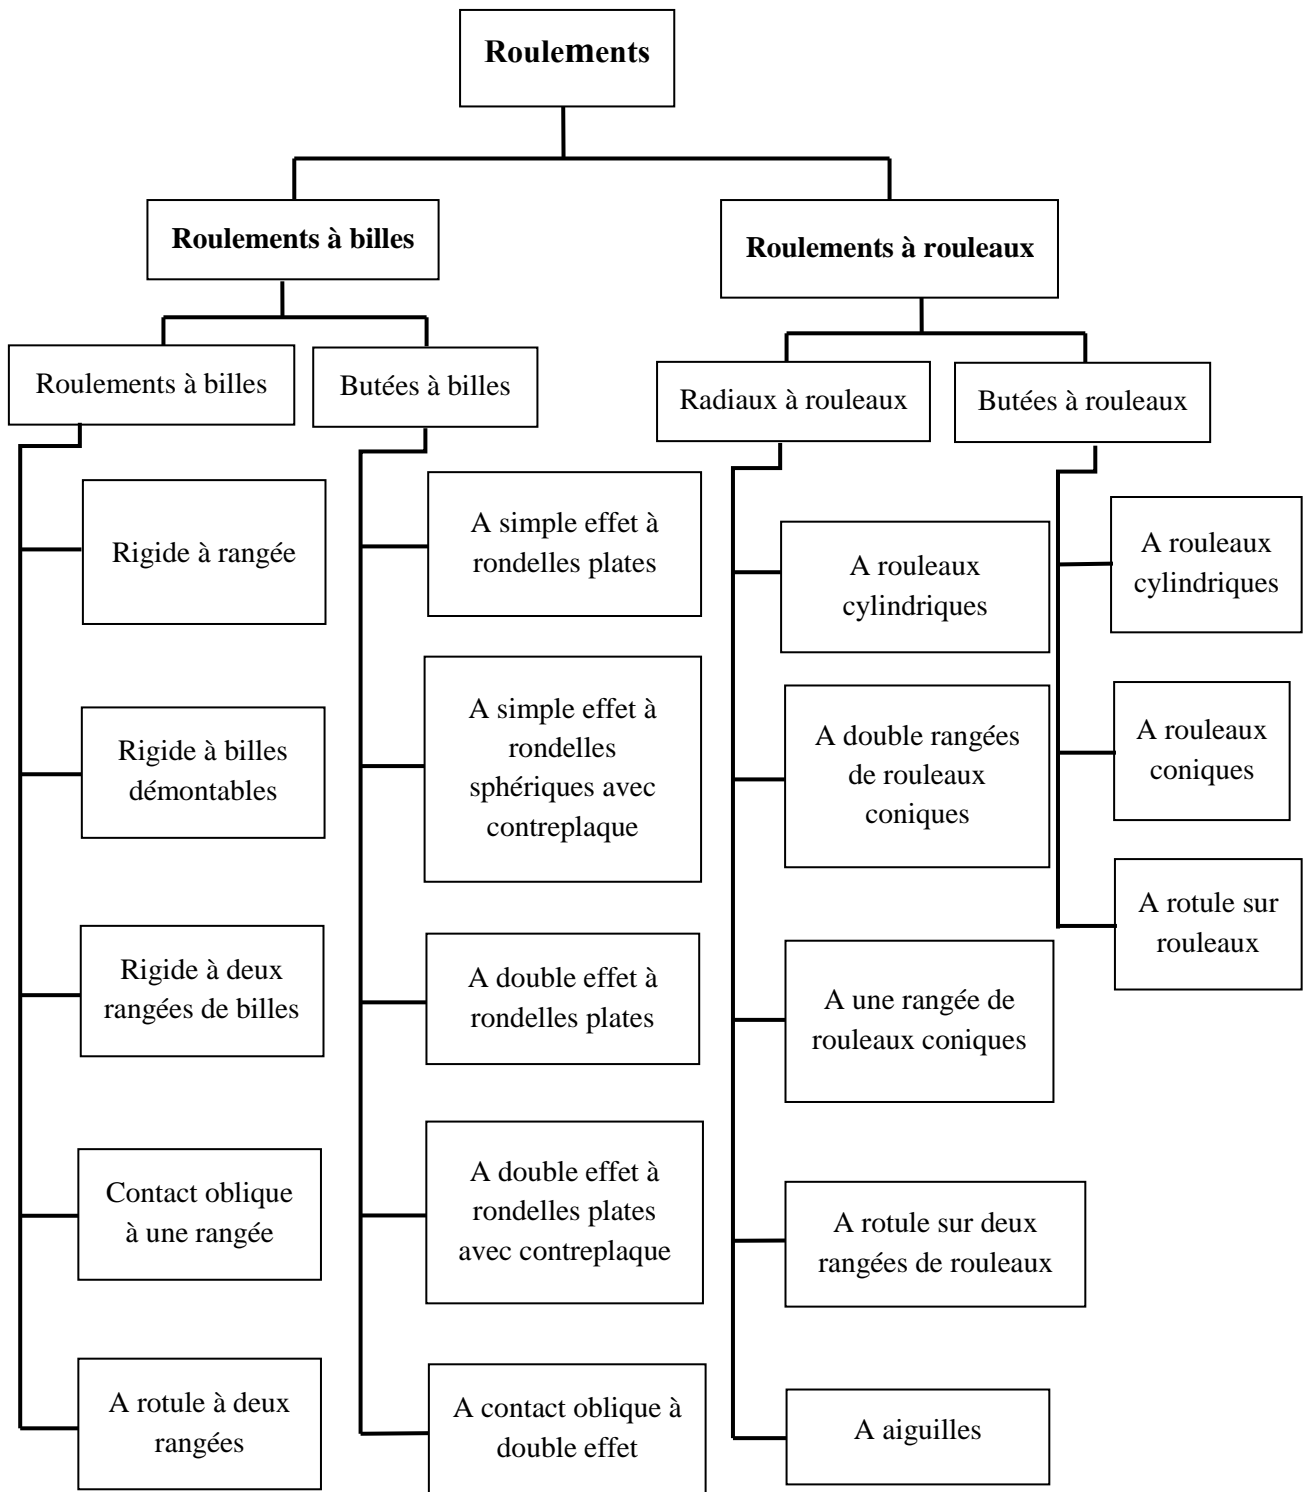 Roulements
Roulements à billes
Roulements à rouleaux
Roulements à billes
Butées à billes
Radiaux à rouleaux
Butées à rouleaux
Rigide à rangée
Rigide à billes
démontables
Rigide à deux
rangées de billes
Contact oblique
à une rangée
A rotule à deux
rangées
A simple effet à
rondelles plates
A simple effet à
rondelles
sphériques avec
contreplaque
A double effet à
rondelles plates
A double effet à
rondelles plates
avec contreplaque
A contact oblique à
double effet
A rouleaux
cylindriques
A double rangées
de rouleaux
coniques
A une rangée de
rouleaux coniques
A rotule sur deux
rangées de rouleaux
A aiguilles
A rouleaux
cylindriques
A rouleaux
coniques
A rotule sur
rouleaux